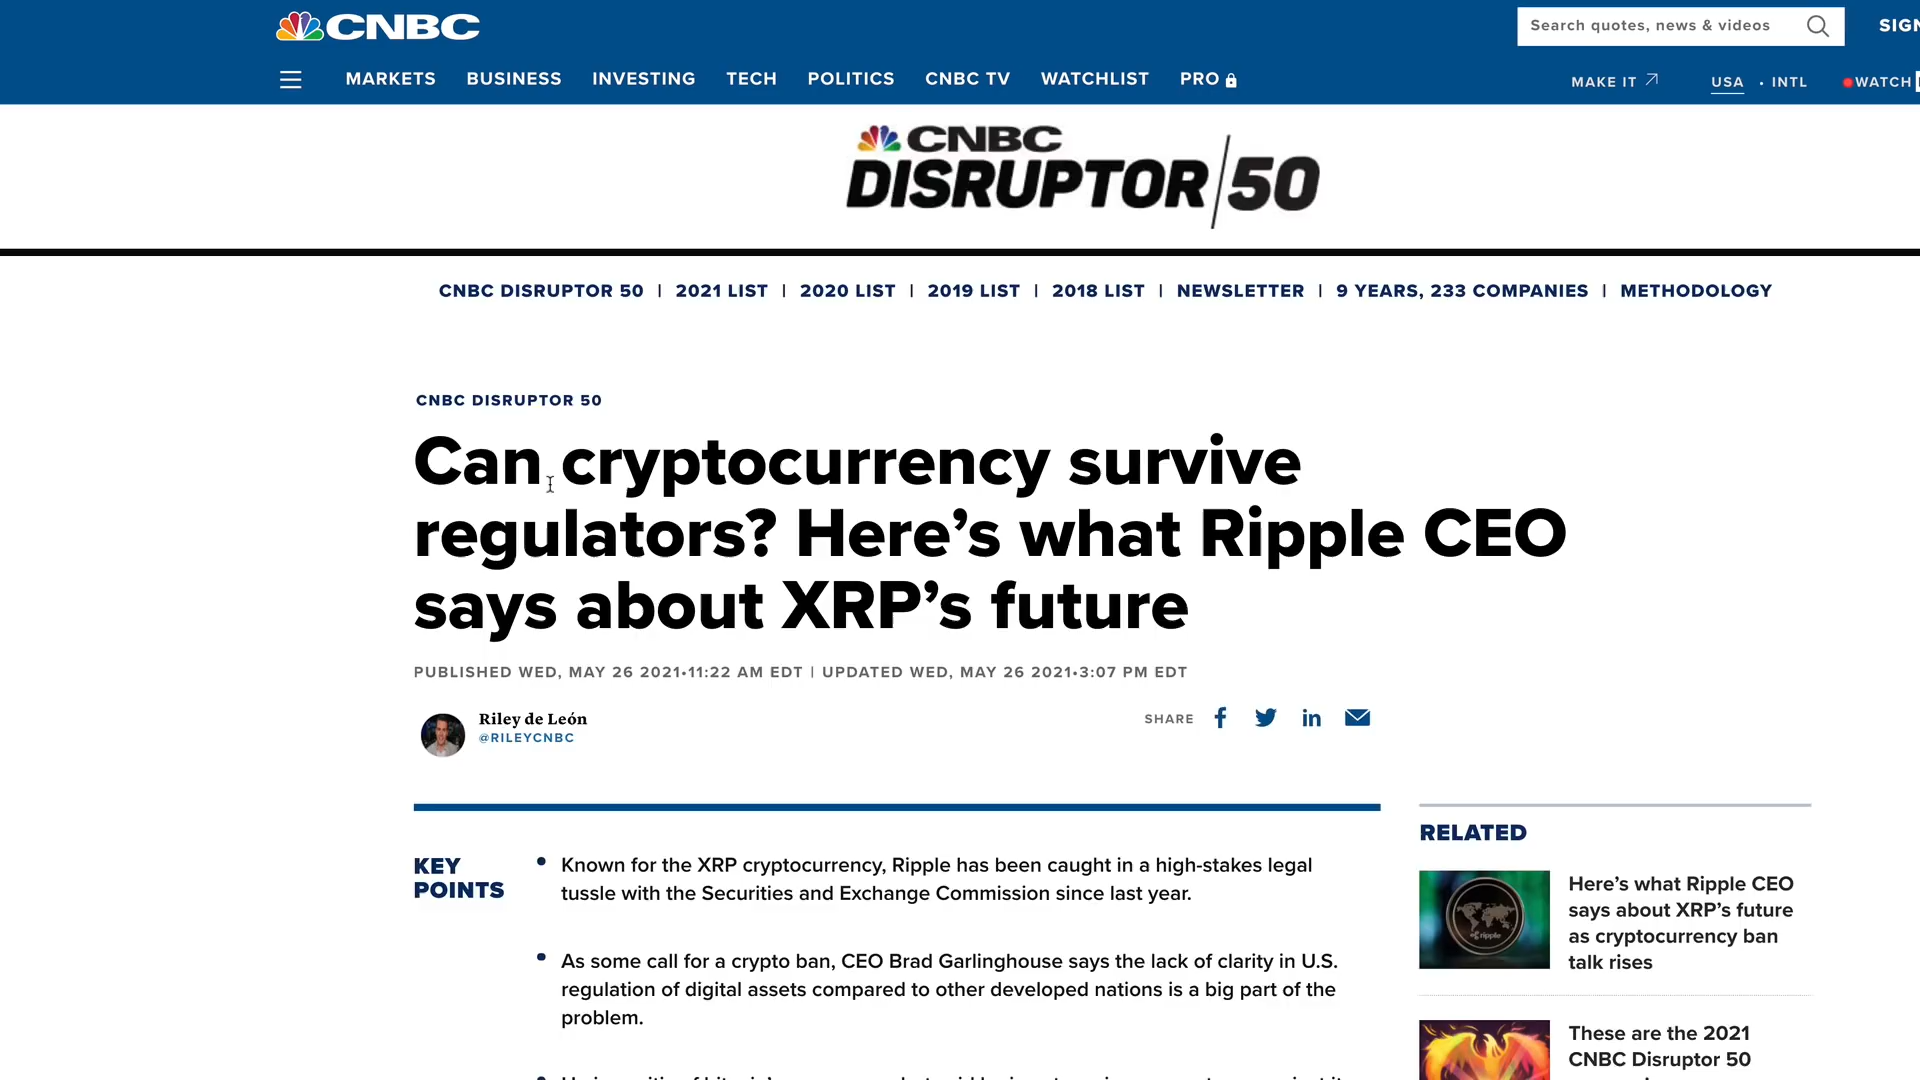 CNBC
Search quotes, news & videos
MARKETS BUSINESS INVESTING TECH POLITICS CNBC TV WATCHLIST PRO
MAKE IT USA • INTL WATCH
CNBC
DISRUPTOR/50
CNBC DISRUPTOR 50 | 2021 LIST | 2020 LIST | 2019 LIST | 2018 LIST | NEWSLETTER | 9 YEARS, 233 COMPANIES | METHODOLOGY
CNBC DISRUPTOR 50
Can cryptocurrency survive
regulators? Here’s what Ripple CEO
says about XRP’s future
PUBLISHED WED, MAY 26 2021•11:22 AM EDT | UPDATED WED, MAY 26 2021•3:07 PM EDT
Riley de León
@RILEYCNBC
SHARE
KEY
POINTS
• Known for the XRP cryptocurrency, Ripple has been caught in a high-stakes legal
tussle with the Securities and Exchange Commission since last year.
• As some call for a crypto ban, CEO Brad Garlinghouse says the lack of clarity in U.S.
regulation of digital assets compared to other developed nations is a big part of the
problem.
RELATED
ripple
Here’s what Ripple CEO
says about XRP’s future
as cryptocurrency ban
talk rises
These are the 2021
CNBC Disruptor 50